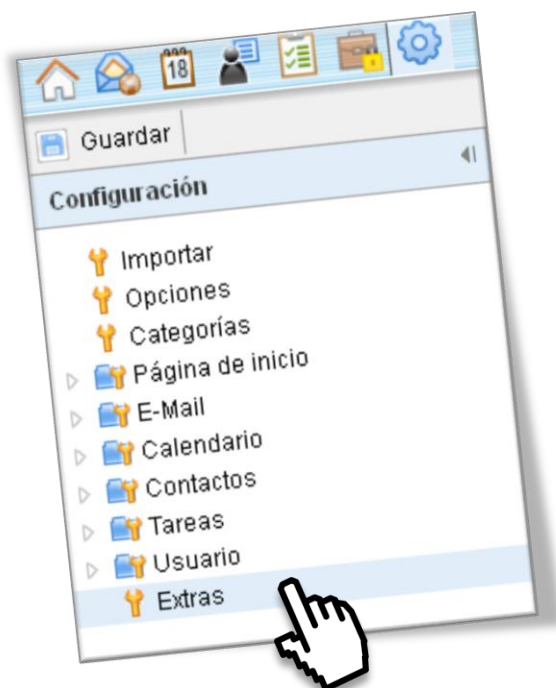 18
Guardar
Configuración
Importar
Opciones
Categorías
Página de inicio
E-Mail
Calendario
Contactos
Tareas
Usuario
Extras